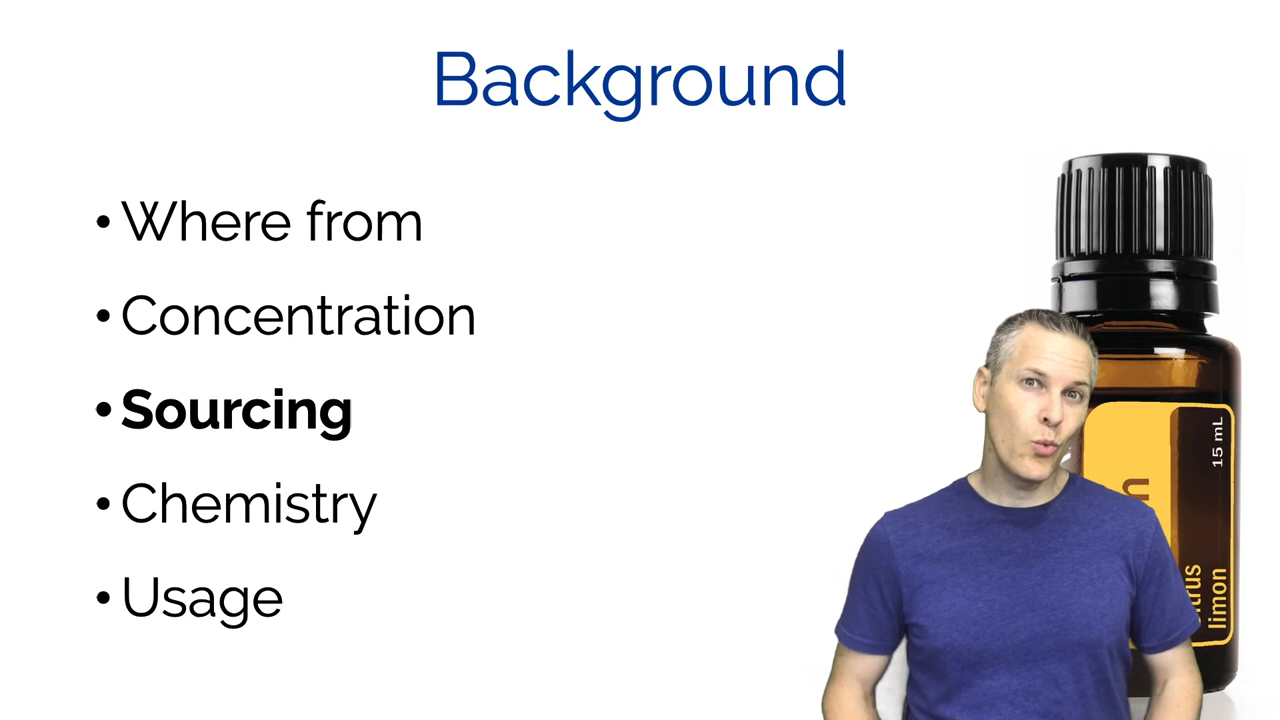 Background
• Where from
• Concentration
• Sourcing
• Chemistry
• Usage
15 mL
limon